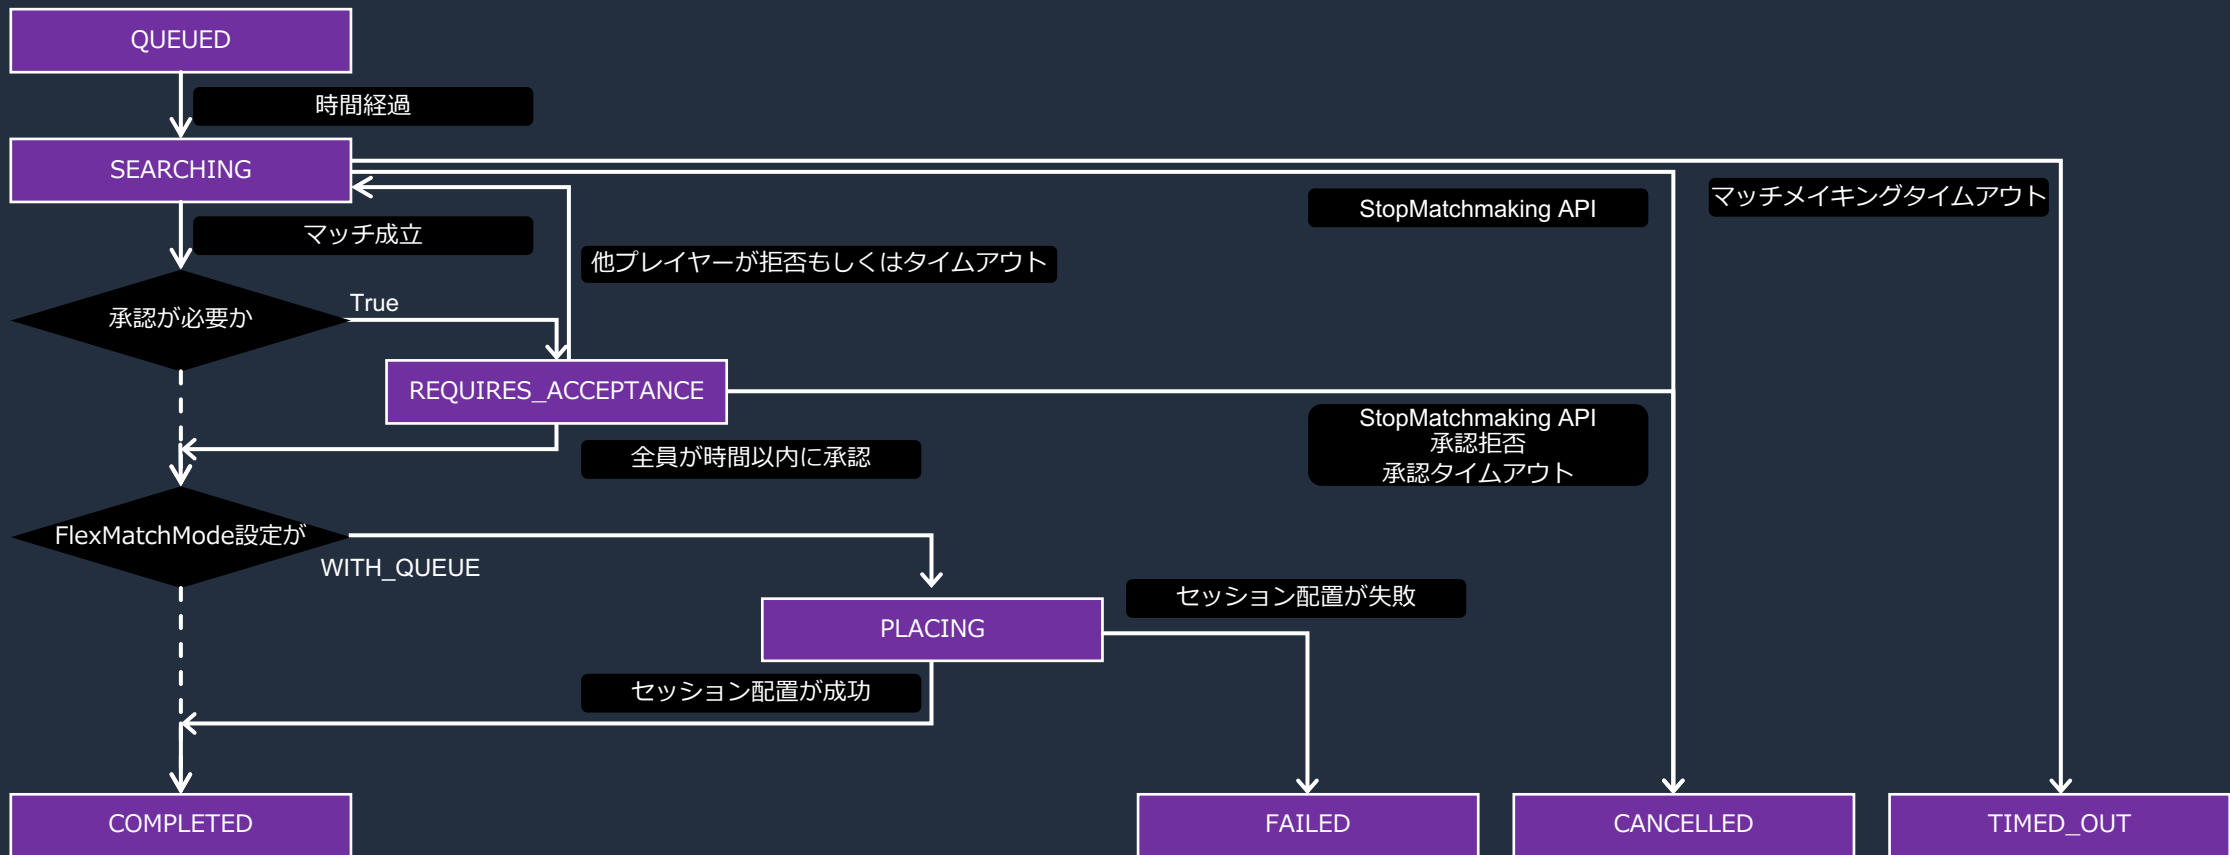 QUEUED
時間経過
SEARCHING
マッチ成立
StopMatchmaking API
マッチメイキングタイムアウト
他プレイヤーが拒否もしくはタイムアウト
承認が必要か
True
REQUIRES_ACCEPTANCE
全員が時間以内に承認
StopMatchmaking API
承認拒否
承認タイムアウト
FlexMatchMode設定が
WITH_QUEUE
PLACING
セッション配置が失敗
セッション配置が成功
COMPLETED
FAILED
CANCELLED
TIMED_OUT